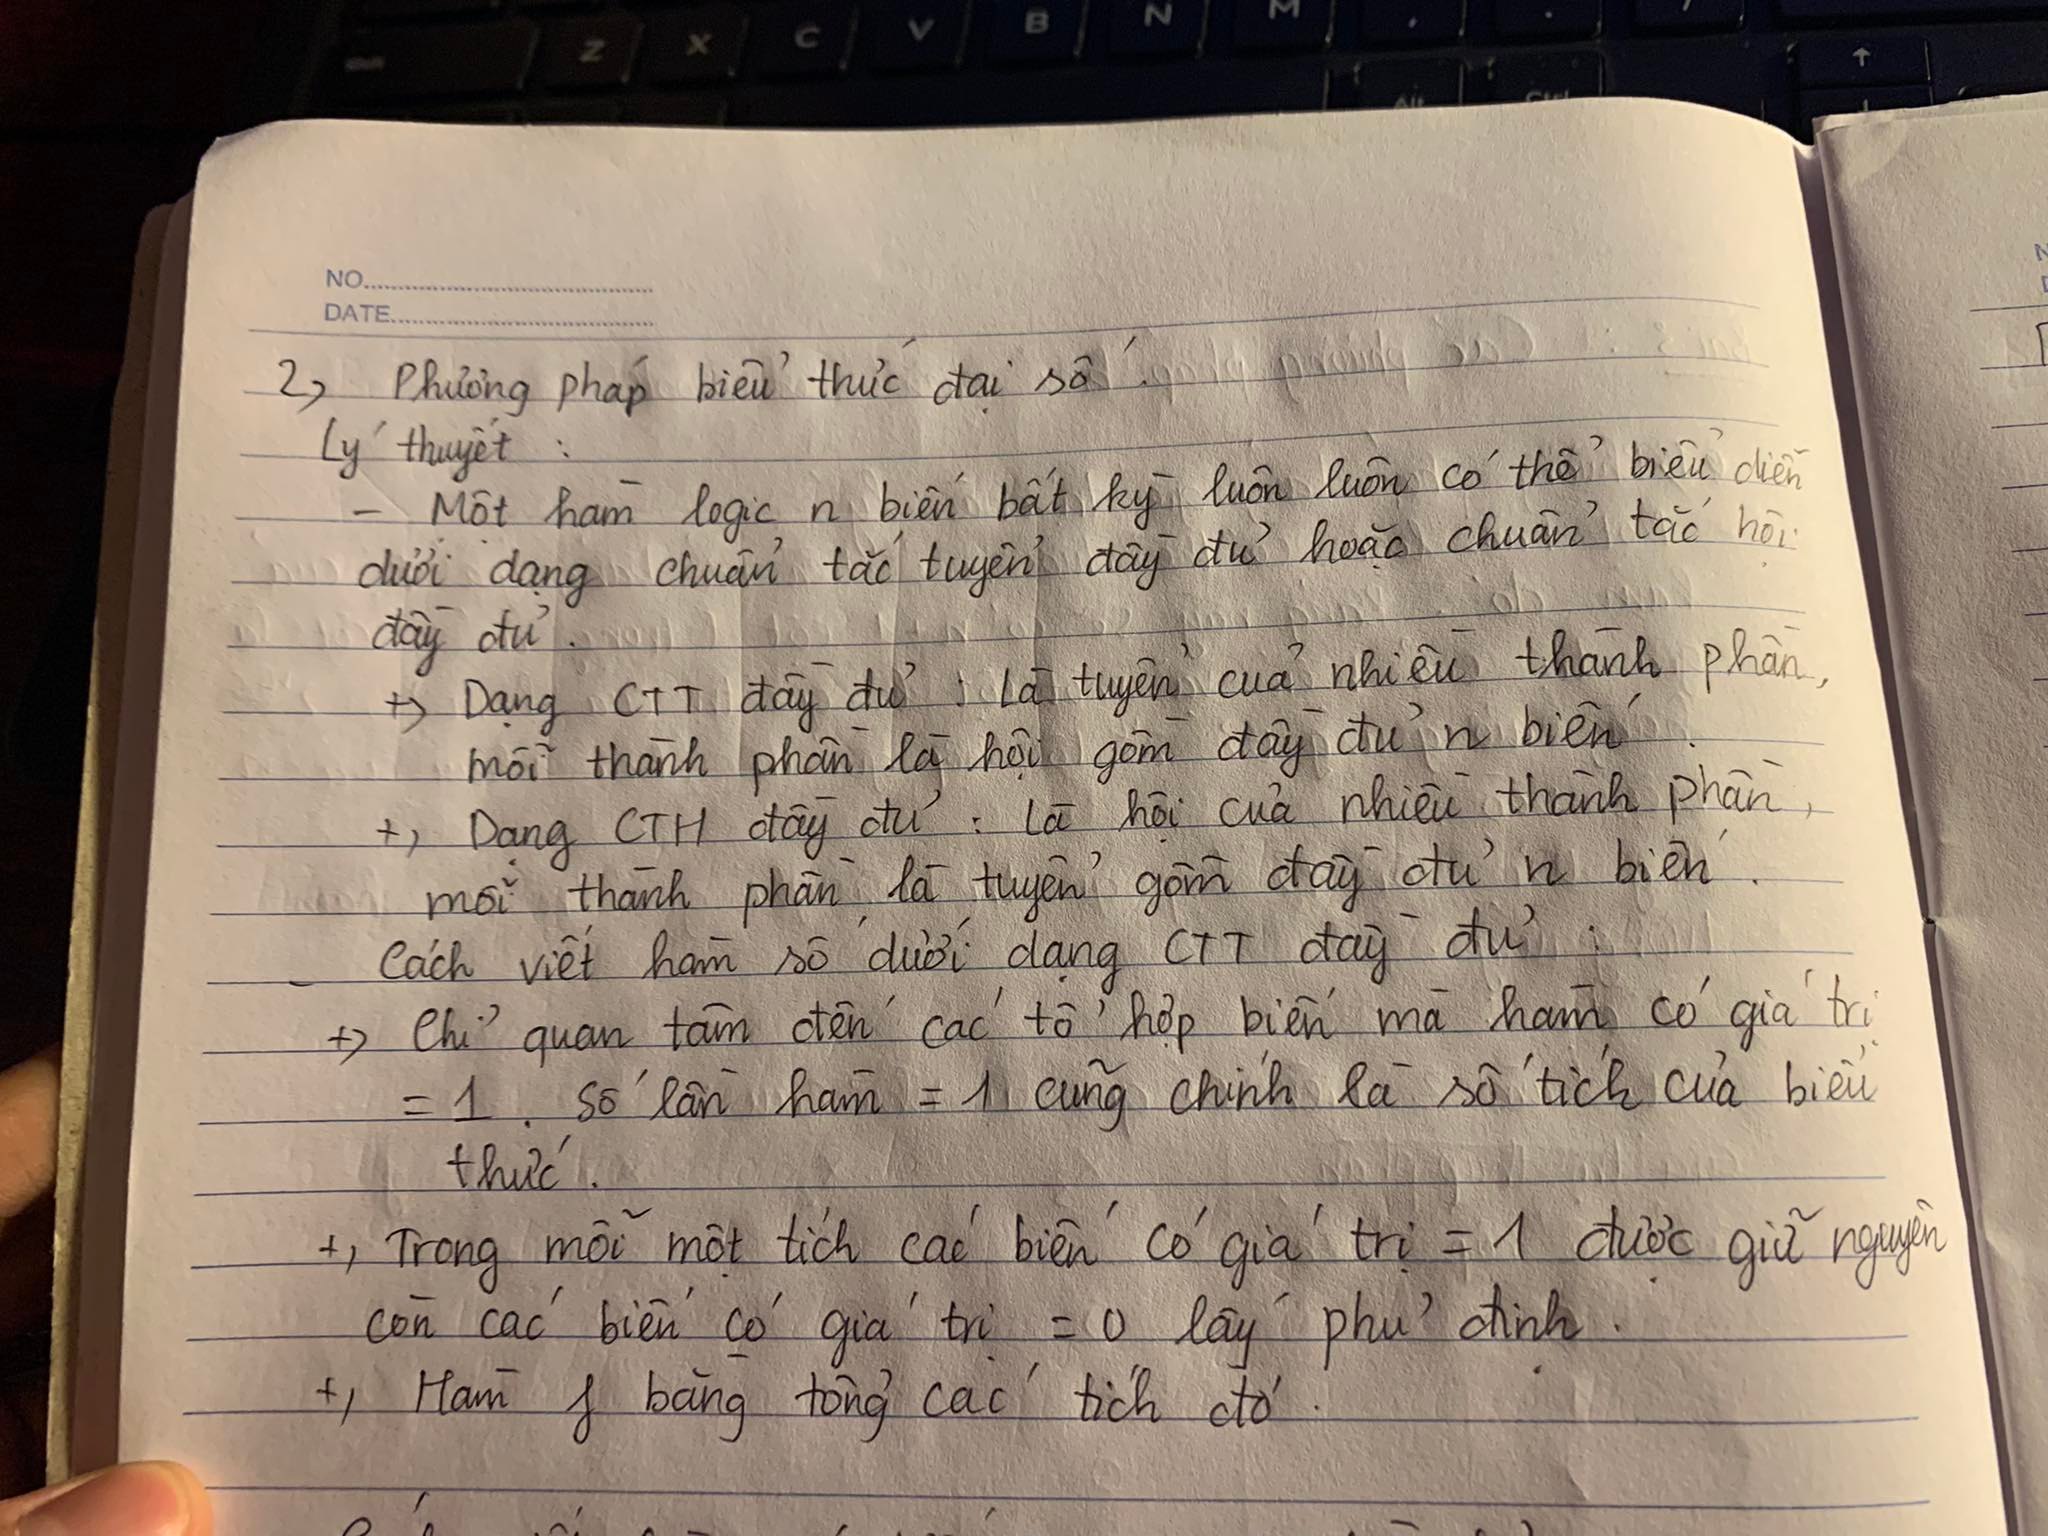 Z X C V B N M , . /
Alt Ctrl ↑
NO
DATE
2, Phương pháp biểu thức đại số.
Lý thuyết :
- Một hàm logic n biến bất kỳ luôn luôn có thể biểu diễn
dưới dạng chuẩn tắc tuyển đầy đủ hoặc chuẩn tắc hội
đầy đủ.
+, Dạng CTT đầy đủ : Là tuyển của nhiều thành phần,
mỗi thành phần là hội gồm đầy đủ n biến.
+, Dạng CTH đầy đủ : Là hội của nhiều thành phần,
mỗi thành phần là tuyển gồm đầy đủ n biến.
- Cách viết hàm số dưới dạng CTT đầy đủ :
+, Chỉ quan tâm đến các tổ hợp biến mà hàm có giá trị
= 1. Số lần hàm = 1 cũng chính là số tích của biểu
thức.
+, Trong mỗi một tích các biến có giá trị = 1 được giữ nguyên
còn các biến có giá trị = 0 lấy phủ định.
+, Hàm f bằng tổng các tích đó.